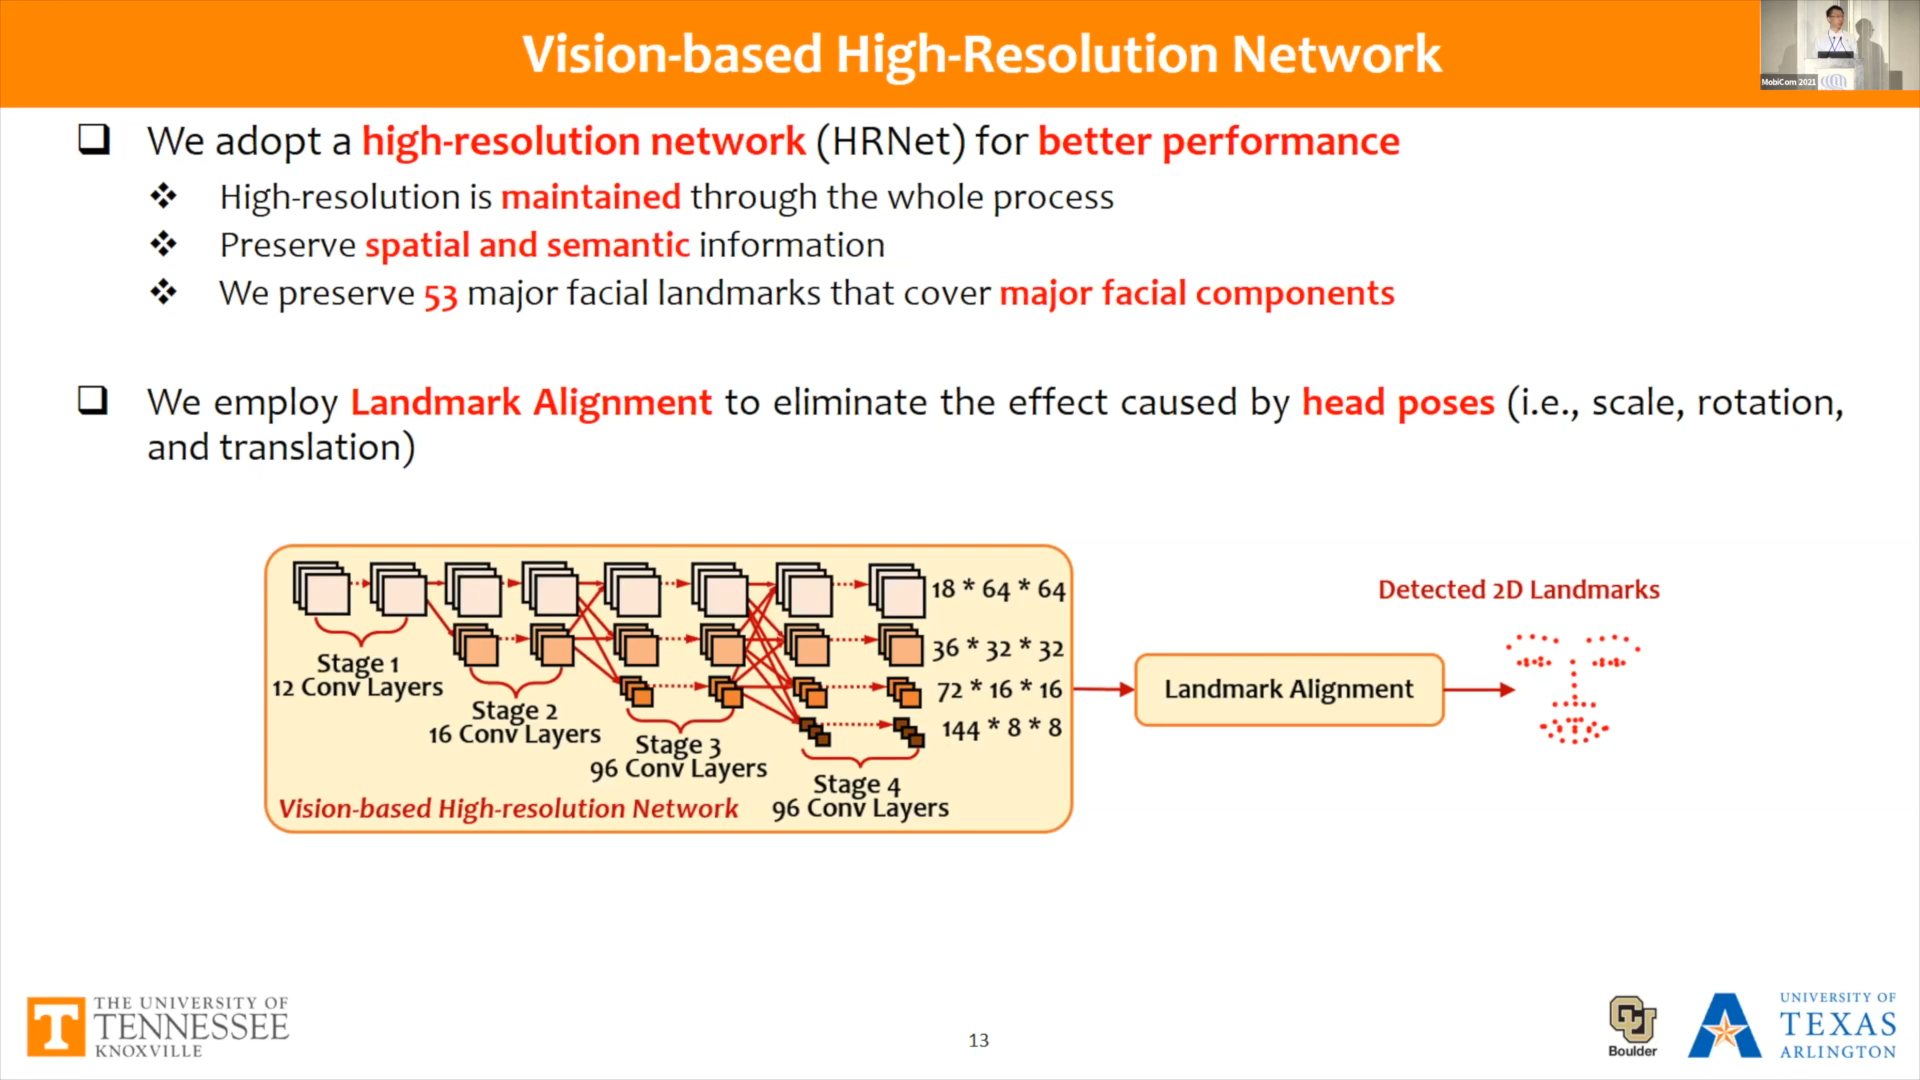 Vision-based High-Resolution Network
MobiCom 2021
We adopt a high-resolution network (HRNet) for better performance
High-resolution is maintained through the whole process
Preserve spatial and semantic information
We preserve 53 major facial landmarks that cover major facial components
We employ Landmark Alignment to eliminate the effect caused by head poses (i.e., scale, rotation,
and translation)
18 * 64 * 64
36 * 32 * 32
72 * 16 * 16
144 * 8 * 8
Stage 1
12 Conv Layers
Stage 2
16 Conv Layers
Stage 3
96 Conv Layers
Stage 4
96 Conv Layers
Vision-based High-resolution Network
Landmark Alignment
Detected 2D Landmarks
THE UNIVERSITY OF
TENNESSEE
KNOXVILLE
13
CU
Boulder
UNIVERSITY OF
TEXAS
ARLINGTON